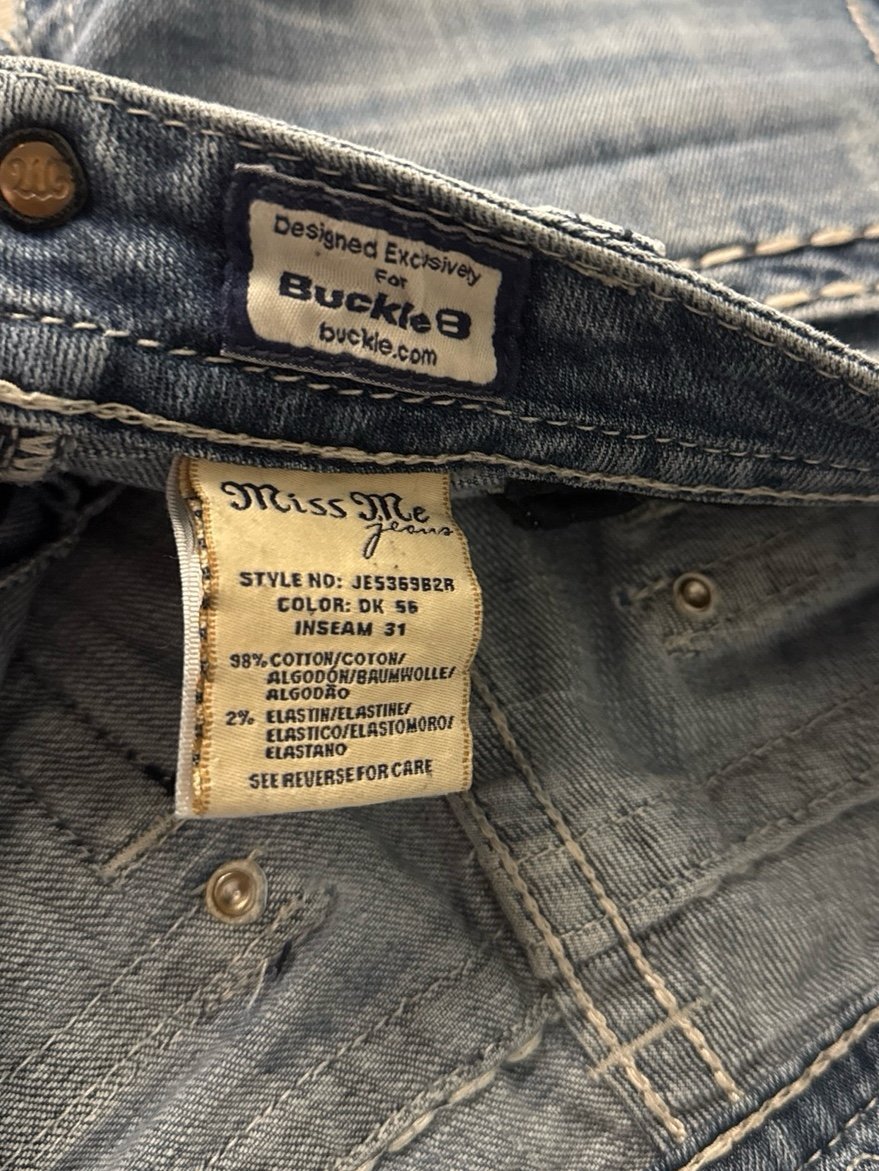 Designed Exclusively
For
Buckle B
buckle.com
Miss Me
jeans
STYLE NO: JE5369B2R
COLOR: DK 56
INSEAM 31
98% COTTON/COTON/
ALGODÓN/BAUMWOLLE/
ALGODÃO
2% ELASTIN/ELASTINE/
ELASTICO/ELASTOMORO/
ELASTANO
SEE REVERSE FOR CARE